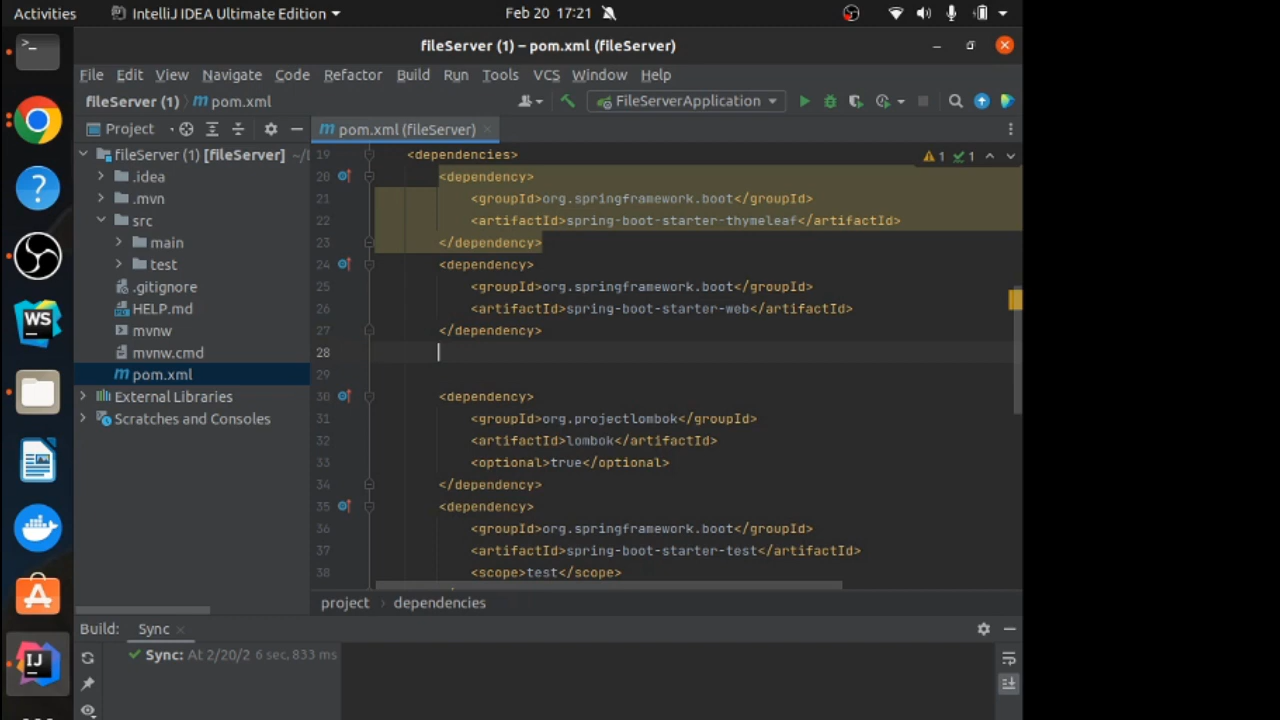 Activities
IntelliJ IDEA Ultimate Edition
Feb 20 17:21
fileServer (1) – pom.xml (fileServer)
File Edit View Navigate Code Refactor Build Run Tools VCS Window Help
fileServer (1) pom.xml
FileServerApplication
Project
pom.xml (fileServer)
fileServer (1) [fileServer]
.idea
.mvn
src
main
test
.gitignore
HELP.md
mvnw
mvnw.cmd
pom.xml
External Libraries
Scratches and Consoles
1 1
19 <dependencies>
20 <dependency>
21 <groupId>org.springframework.boot</groupId>
22 <artifactId>spring-boot-starter-thymeleaf</artifactId>
23 </dependency>
24 <dependency>
25 <groupId>org.springframework.boot</groupId>
26 <artifactId>spring-boot-starter-web</artifactId>
27 </dependency>
28
29
30 <dependency>
31 <groupId>org.projectlombok</groupId>
32 <artifactId>lombok</artifactId>
33 <optional>true</optional>
34 </dependency>
35 <dependency>
36 <groupId>org.springframework.boot</groupId>
37 <artifactId>spring-boot-starter-test</artifactId>
38 <scope>test</scope>
project dependencies
Build: Sync
Sync: At 2/20/2 6 sec, 833 ms
WS
IJ